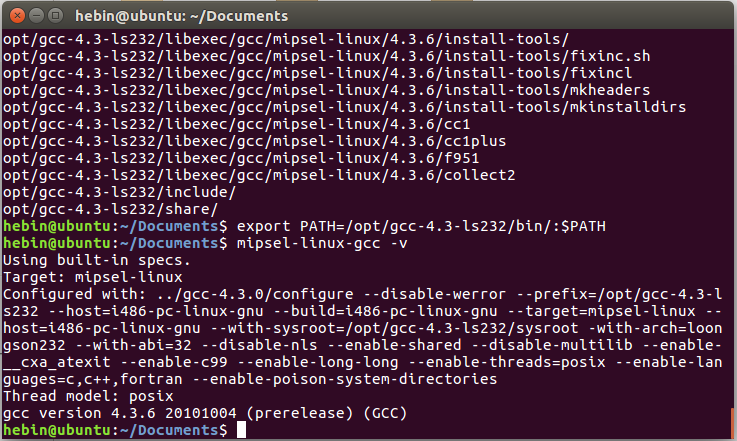 hebin@ubuntu: ~/Documents
opt/gcc-4.3-ls232/libexec/gcc/mipsel-linux/4.3.6/install-tools/
opt/gcc-4.3-ls232/libexec/gcc/mipsel-linux/4.3.6/install-tools/fixinc.sh
opt/gcc-4.3-ls232/libexec/gcc/mipsel-linux/4.3.6/install-tools/fixincl
opt/gcc-4.3-ls232/libexec/gcc/mipsel-linux/4.3.6/install-tools/mkheaders
opt/gcc-4.3-ls232/libexec/gcc/mipsel-linux/4.3.6/install-tools/mkinstalldirs
opt/gcc-4.3-ls232/libexec/gcc/mipsel-linux/4.3.6/cc1
opt/gcc-4.3-ls232/libexec/gcc/mipsel-linux/4.3.6/cc1plus
opt/gcc-4.3-ls232/libexec/gcc/mipsel-linux/4.3.6/f951
opt/gcc-4.3-ls232/libexec/gcc/mipsel-linux/4.3.6/collect2
opt/gcc-4.3-ls232/include/
opt/gcc-4.3-ls232/share/
hebin@ubuntu:~/Documents$ export PATH=/opt/gcc-4.3-ls232/bin/:$PATH
hebin@ubuntu:~/Documents$ mipsel-linux-gcc -v
Using built-in specs.
Target: mipsel-linux
Configured with: ../gcc-4.3.0/configure --disable-werror --prefix=/opt/gcc-4.3-l
s232 --host=i486-pc-linux-gnu --build=i486-pc-linux-gnu --target=mipsel-linux --
host=i486-pc-linux-gnu --with-sysroot=/opt/gcc-4.3-ls232/sysroot -with-arch=loon
gson232 --with-abi=32 --disable-nls --enable-shared --disable-multilib --enable-
__cxa_atexit --enable-c99 --enable-long-long --enable-threads=posix --enable-lan
guages=c,c++,fortran --enable-poison-system-directories
Thread model: posix
gcc version 4.3.6 20101004 (prerelease) (GCC)
hebin@ubuntu:~/Documents$